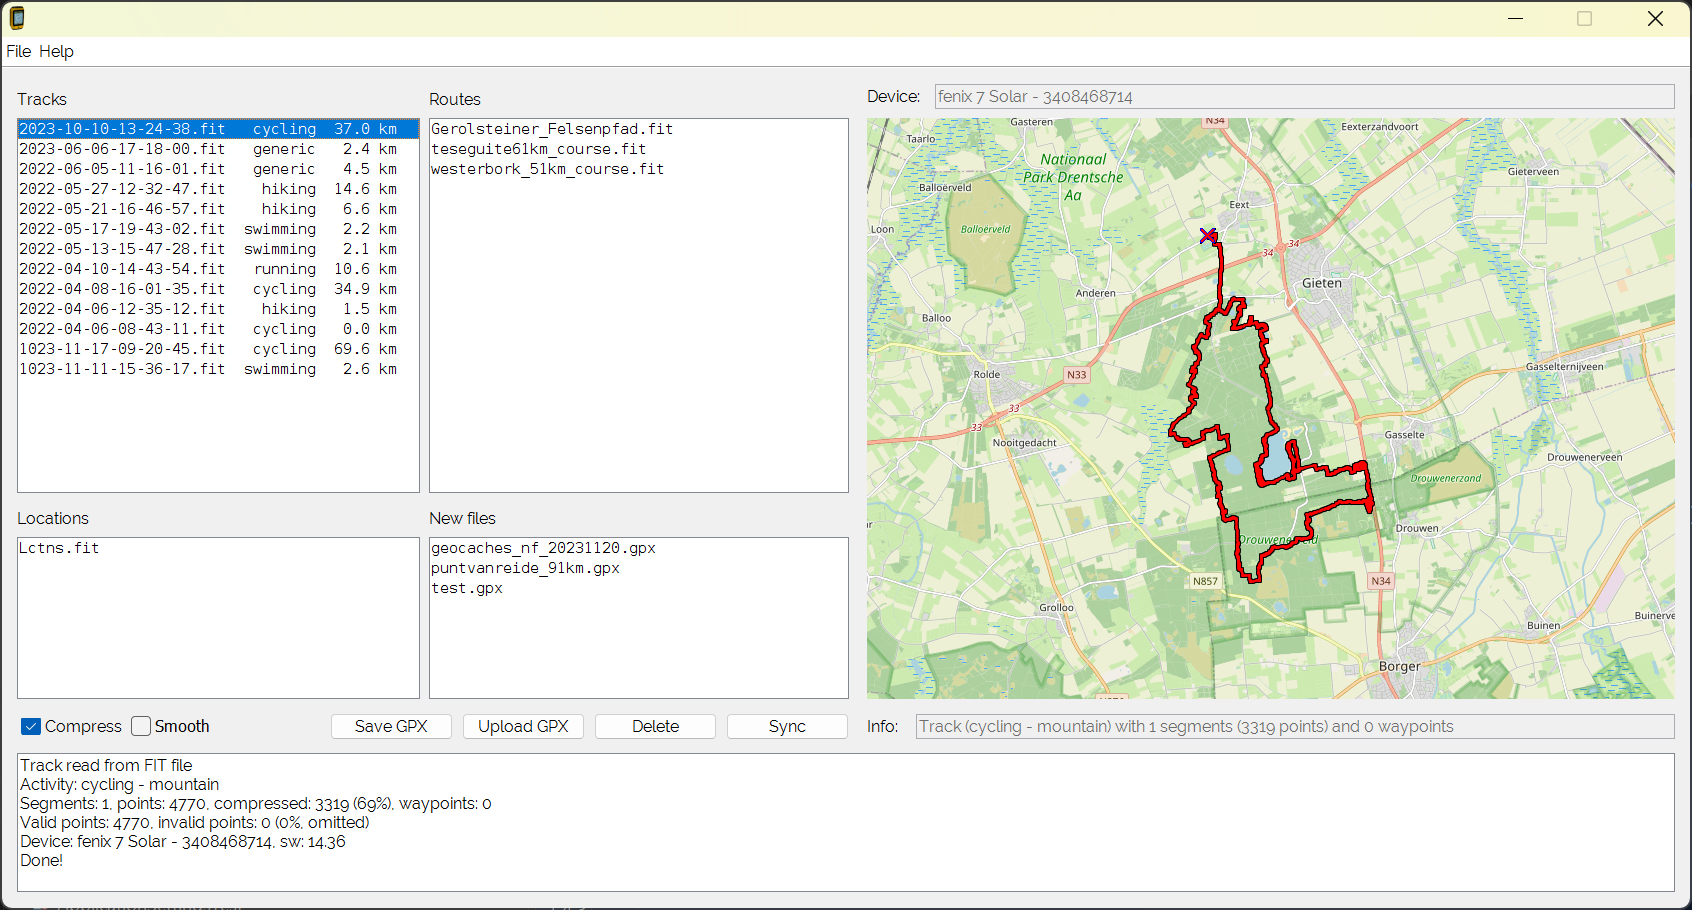 File Help
Tracks
2023-10-10-13-24-38.fit cycling 37.0 km
2023-06-06-17-18-00.fit generic 2.4 km
2022-06-05-11-16-01.fit generic 4.5 km
2022-05-27-12-32-47.fit hiking 14.6 km
2022-05-21-16-46-57.fit hiking 6.6 km
2022-05-17-19-43-02.fit swimming 2.2 km
2022-05-13-15-47-28.fit swimming 2.1 km
2022-04-10-14-43-54.fit running 10.6 km
2022-04-08-16-01-35.fit cycling 34.9 km
2022-04-06-12-35-12.fit hiking 1.5 km
2022-04-06-08-43-11.fit cycling 0.0 km
1023-11-17-09-20-45.fit cycling 69.6 km
1023-11-11-15-36-17.fit swimming 2.6 km
Routes
Gerolsteiner_Felsenpfad.fit
teseguite61km_course.fit
westerbork_51km_course.fit
Locations
Lctns.fit
New files
geocaches_nf_20231120.gpx
puntvanreide_91km.gpx
test.gpx
Device: fenix 7 Solar - 3408468714
Gasteren
N34
Eexterzandvoort
Taarlo
Nationaal
Park Drentsche
Aa
Gieterveen
Balloërveld
Eext
Loon
Balloërveld
34
34
Gieten
Anderen
Balloo
Gasselternijveen
Rolde
N33
33
33
Nooitgedacht
Gasselte
Drouwenerveen
Drouwenerzand
Drouwen
N857
N34
Grolloo
Buinen
Buinerve
Borger
Compress Smooth Save GPX Upload GPX Delete Sync
Info: Track (cycling - mountain) with 1 segments (3319 points) and 0 waypoints
Track read from FIT file
Activity: cycling - mountain
Segments: 1, points: 4770, compressed: 3319 (69%), waypoints: 0
Valid points: 4770, invalid points: 0 (0%, omitted)
Device: fenix 7 Solar - 3408468714, sw: 14.36
Done!